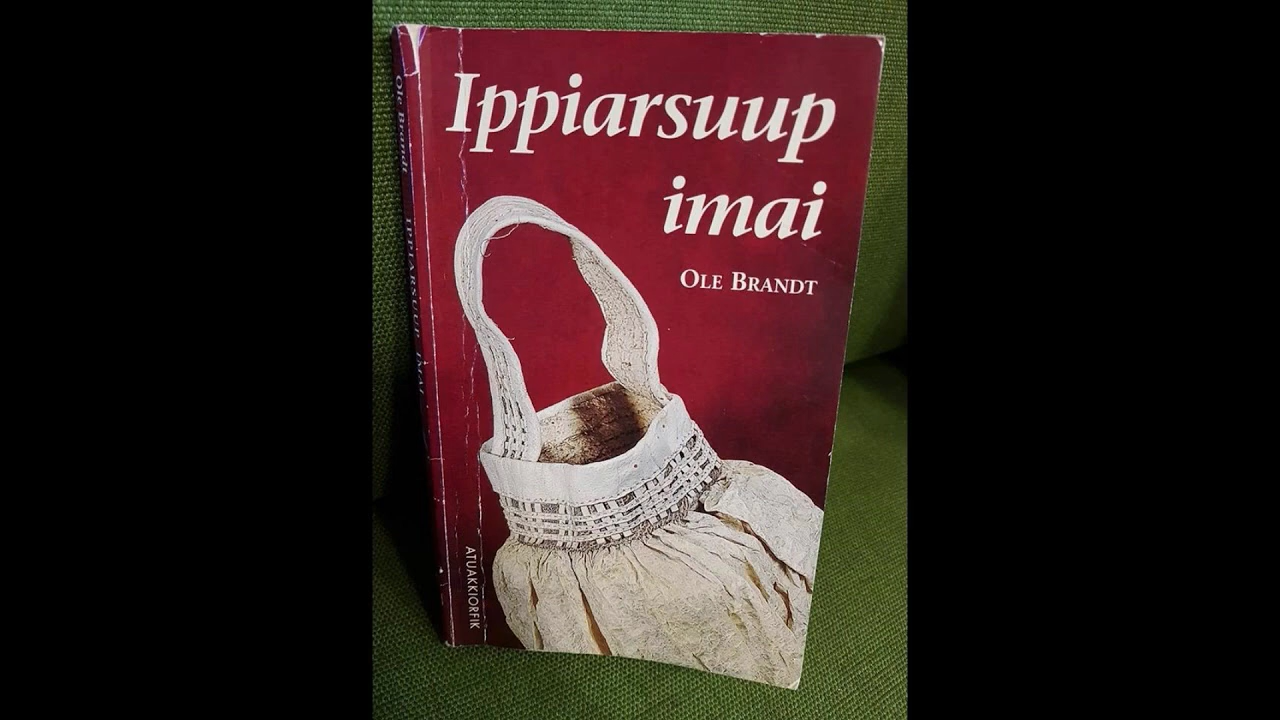 Ippiarsuup
imai
OLE BRANDT
ATUAKKIORFIK
Ole Brandt
IPPIARSUUP IMAI